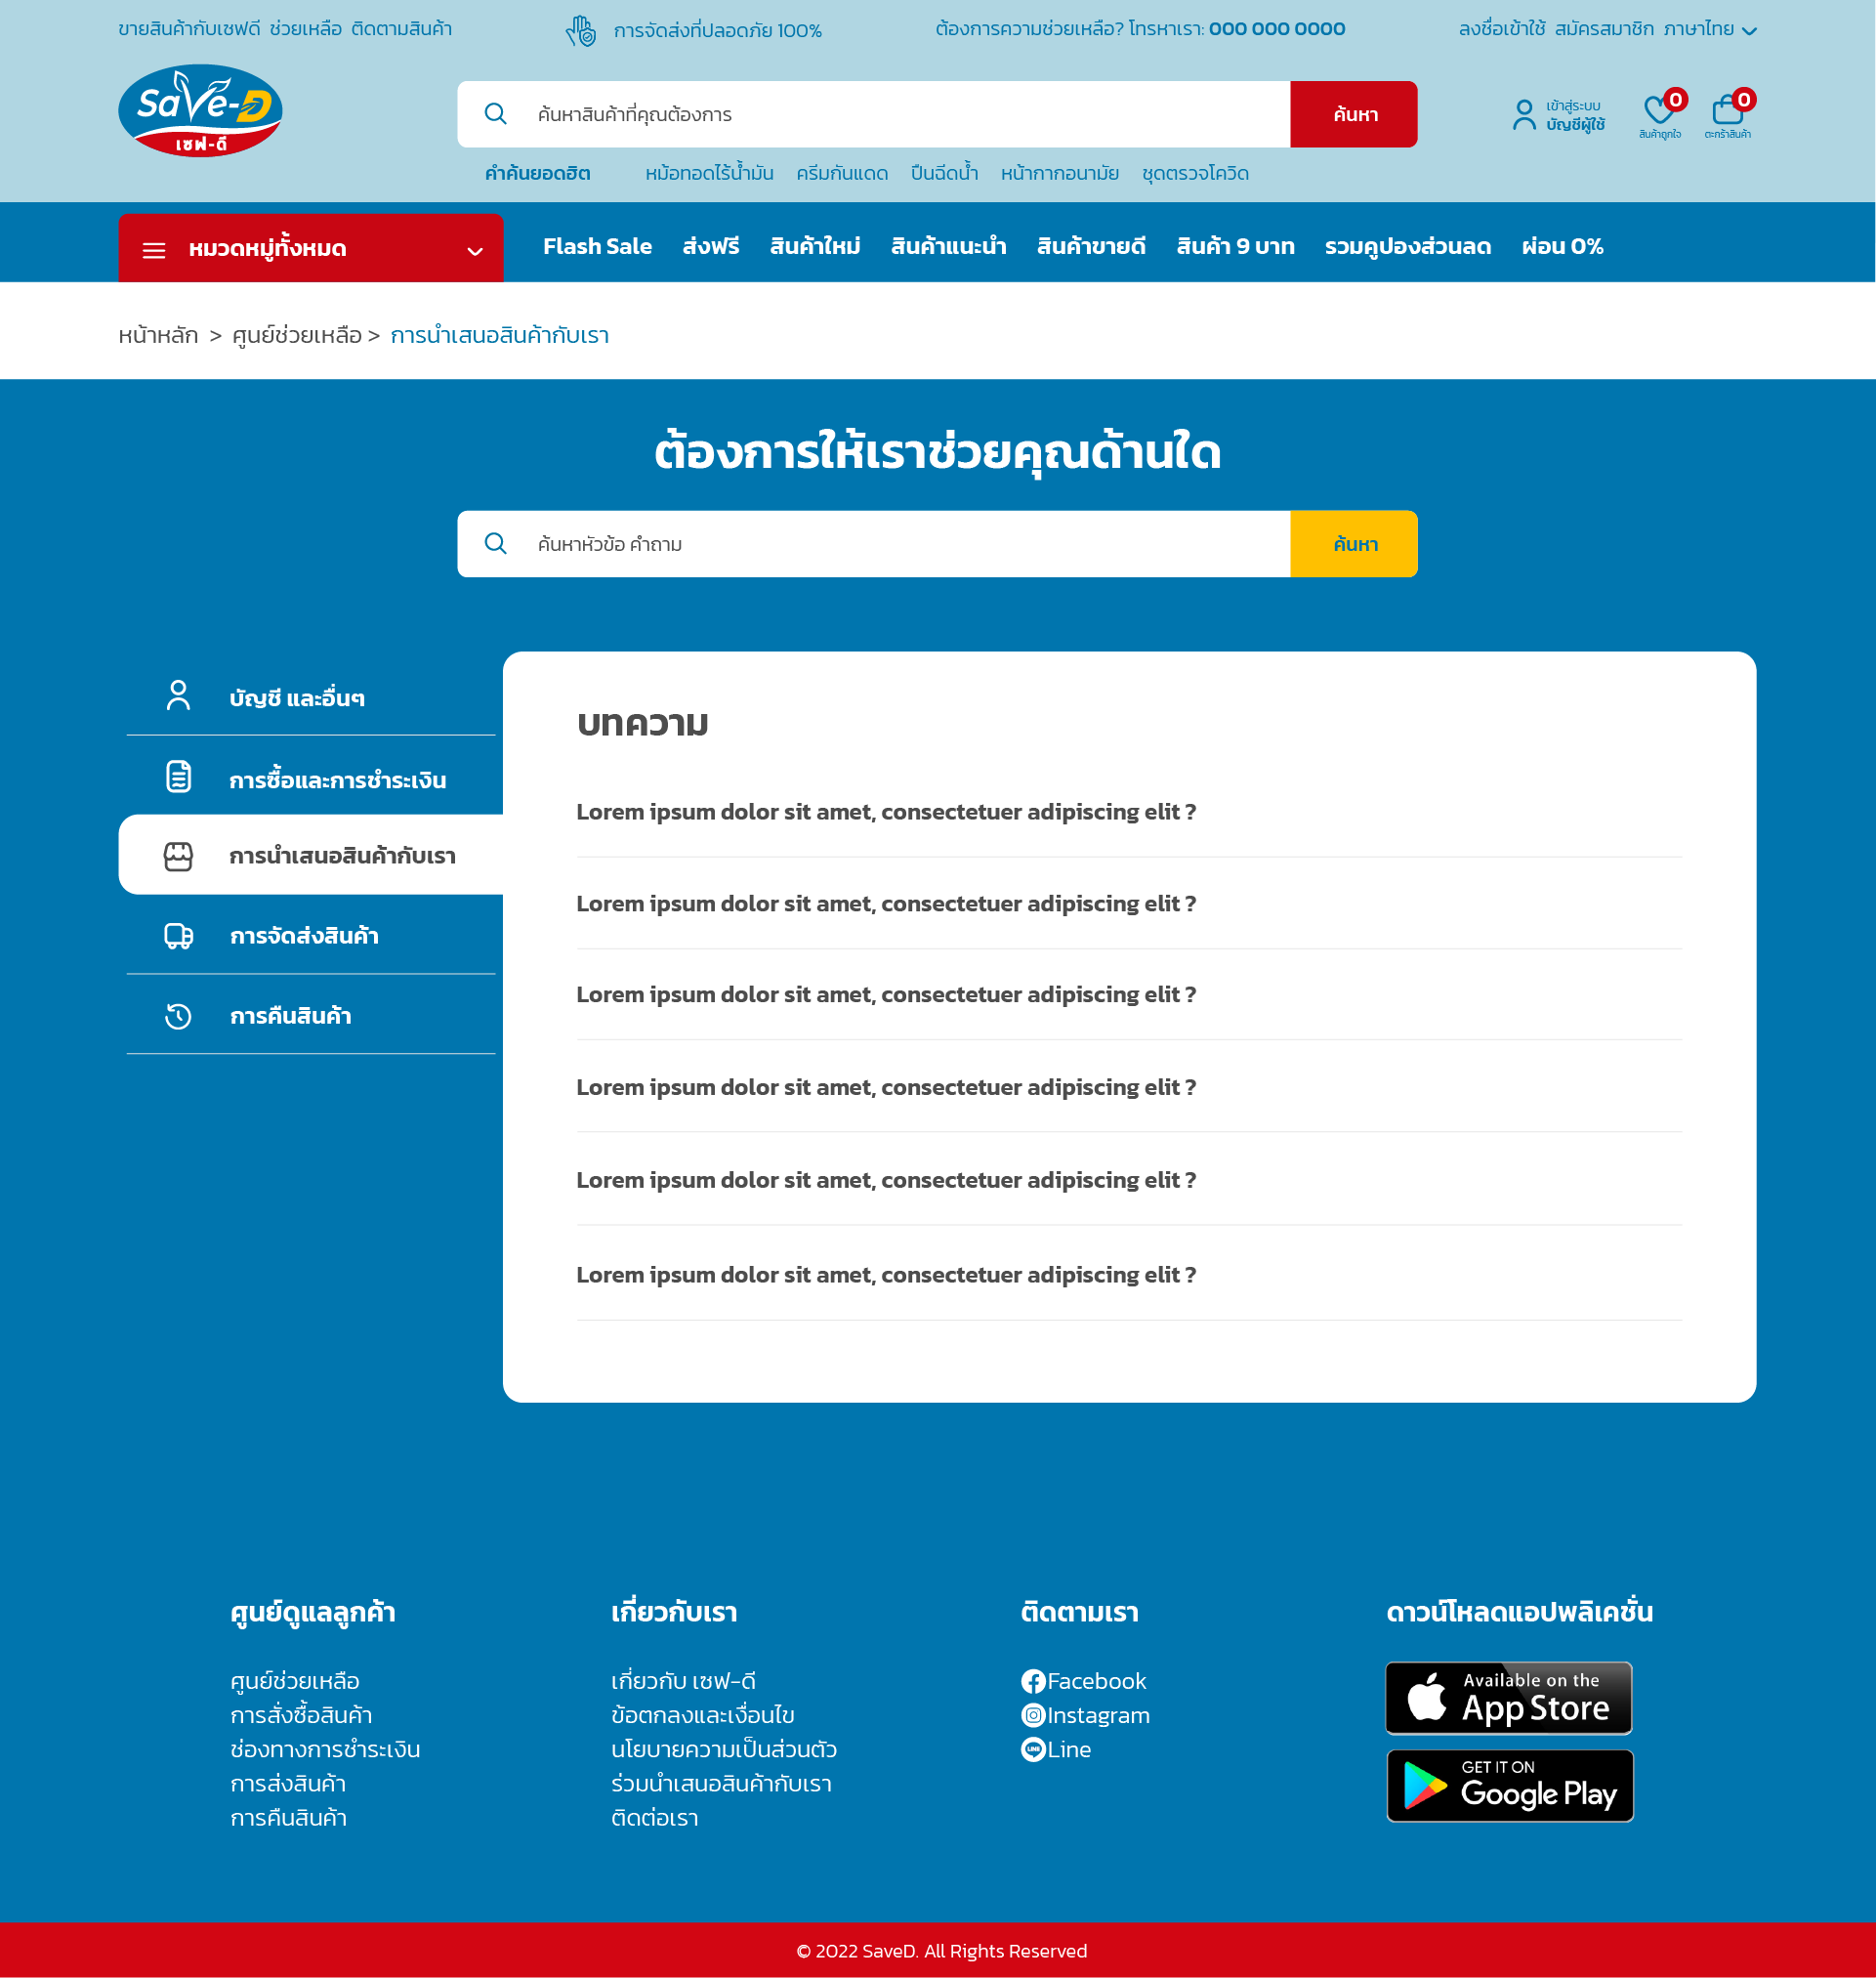 ขายสินค้ากับเซฟดี ช่วยเหลือ ติดตามสินค้า
การจัดส่งที่ปลอดภัย 100%
ต้องการความช่วยเหลือ? โทรหาเรา: 000 000 0000
ลงชื่อเข้าใช้ สมัครสมาชิก ภาษาไทย
SaVe-D
เซฟ-ดี
ค้นหาสินค้าที่คุณต้องการ
ค้นหา
เข้าสู่ระบบ
บัญชีผู้ใช้
0
สินค้าถูกใจ
0
ตะกร้าสินค้า
คำค้นยอดฮิต หม้อทอดไร้น้ำมัน ครีมกันแดด ปืนฉีดน้ำ หน้ากากอนามัย ชุดตรวจโควิด
หมวดหมู่ทั้งหมด
Flash Sale ส่งฟรี สินค้าใหม่ สินค้าแนะนำ สินค้าขายดี สินค้า 9 บาท รวมคูปองส่วนลด ผ่อน 0%
หน้าหลัก > ศูนย์ช่วยเหลือ > การนำเสนอสินค้ากับเรา
ต้องการให้เราช่วยคุณด้านใด
ค้นหาหัวข้อ คำถาม
ค้นหา
บัญชี และอื่นๆ
การซื้อและการชำระเงิน
การนำเสนอสินค้ากับเรา
การจัดส่งสินค้า
การคืนสินค้า
บทความ
Lorem ipsum dolor sit amet, consectetuer adipiscing elit ?
Lorem ipsum dolor sit amet, consectetuer adipiscing elit ?
Lorem ipsum dolor sit amet, consectetuer adipiscing elit ?
Lorem ipsum dolor sit amet, consectetuer adipiscing elit ?
Lorem ipsum dolor sit amet, consectetuer adipiscing elit ?
Lorem ipsum dolor sit amet, consectetuer adipiscing elit ?
ศูนย์ดูแลลูกค้า
ศูนย์ช่วยเหลือ
การสั่งซื้อสินค้า
ช่องทางการชำระเงิน
การส่งสินค้า
การคืนสินค้า
เกี่ยวกับเรา
เกี่ยวกับ เซฟ-ดี
ข้อตกลงและเงื่อนไข
นโยบายความเป็นส่วนตัว
ร่วมนำเสนอสินค้ากับเรา
ติดต่อเรา
ติดตามเรา
Facebook
Instagram
LINE Line
ดาวน์โหลดแอปพลิเคชั่น
Available on the
App Store
GET IT ON
Google Play
© 2022 SaveD. All Rights Reserved